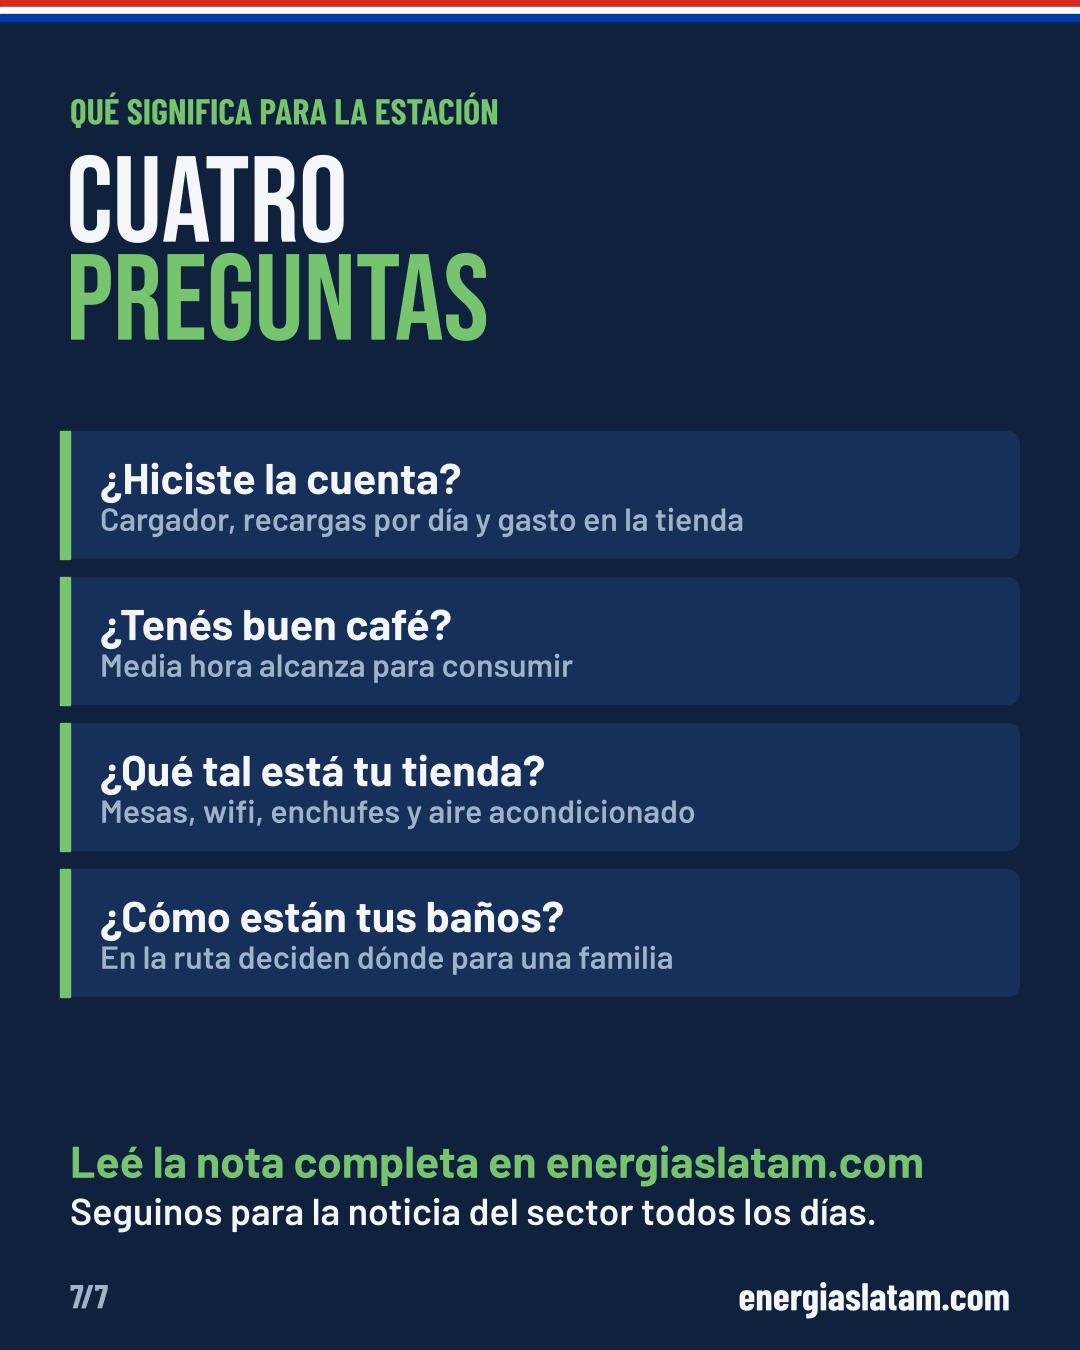 QUÉ SIGNIFICA PARA LA ESTACIÓN
CUATRO
PREGUNTAS
¿Hiciste la cuenta?
Cargador, recargas por día y gasto en la tienda
¿Tenés buen café?
Media hora alcanza para consumir
¿Qué tal está tu tienda?
Mesas, wifi, enchufes y aire acondicionado
¿Cómo están tus baños?
En la ruta deciden dónde para una familia
Leé la nota completa en energiaslatam.com
Seguinos para la noticia del sector todos los días.
7/7
energiaslatam.com